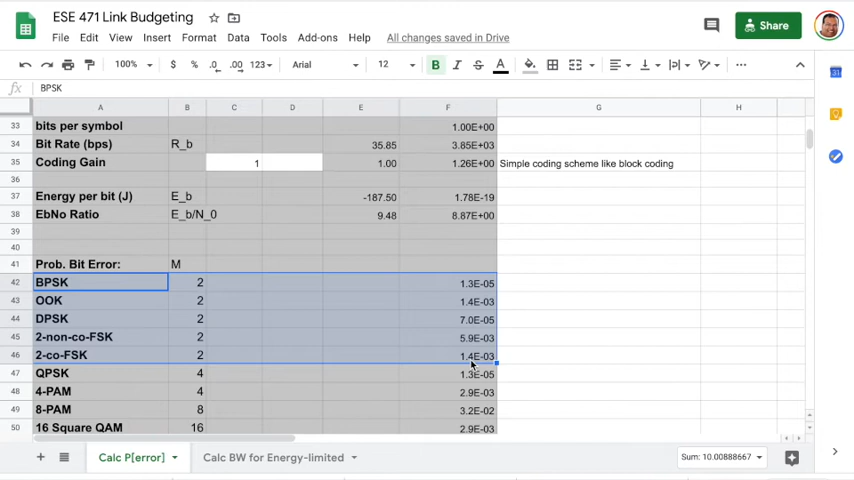 ESE 471 Link Budgeting
File Edit View Insert Format Data Tools Add-ons Help All changes saved in Drive
Share
100% $ % .0 .00 123 Arial 12 B I S A
fx BPSK
A B C D E F G H
33 bits per symbol 1.00E+00
34 Bit Rate (bps) R_b 35.85 3.85E+03
35 Coding Gain 1 1.00 1.26E+00 Simple coding scheme like block coding
36
37 Energy per bit (J) E_b -187.50 1.78E-19
38 EbNo Ratio E_b/N_0 9.48 8.87E+00
39
40
41 Prob. Bit Error: M
42 BPSK 2 1.3E-05
43 OOK 2 1.4E-03
44 DPSK 2 7.0E-05
45 2-non-co-FSK 2 5.9E-03
46 2-co-FSK 2 1.4E-03
47 QPSK 4 1.3E-05
48 4-PAM 4 2.9E-03
49 8-PAM 8 3.2E-02
50 16 Square QAM 16 2.9E-03
Calc P[error] Calc BW for Energy-limited Sum: 10.00888667